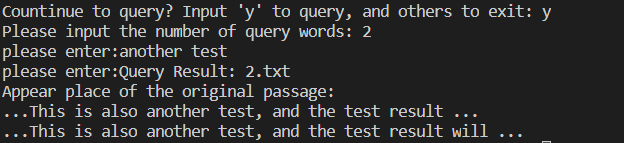 Countinue to query? Input 'y' to query, and others to exit: y
Please input the number of query words: 2
please enter:another test
please enter:Query Result: 2.txt
Appear place of the original passage:
...This is also another test, and the test result ...
...This is also another test, and the test result will ...